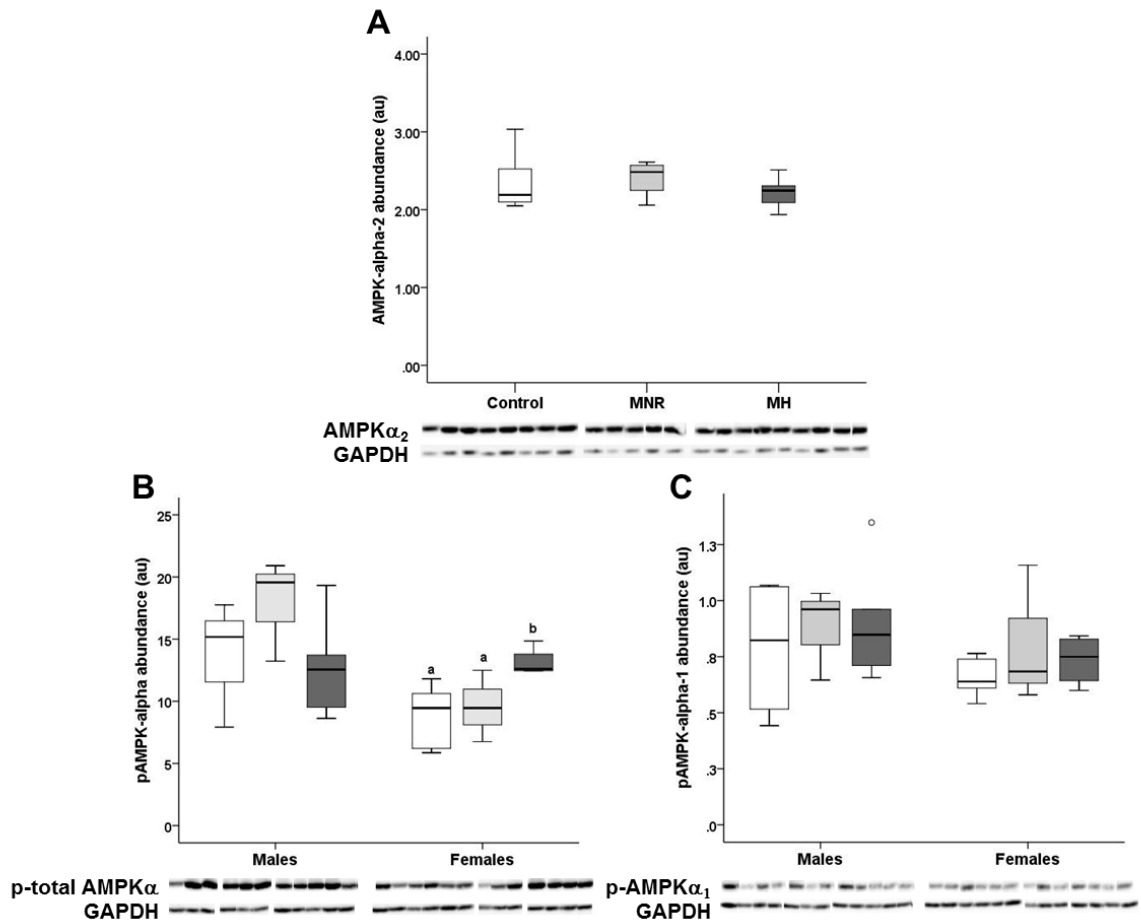 A
AMPK-alpha-2 abundance (au)
4.00
3.00
2.00
1.00
.00
Control MNR MH
AMPKα2
GAPDH
B
pAMPK-alpha abundance (au)
25
20
15
10
5
0
a a b
Males Females
p-total AMPKα
GAPDH
C
pAMPK-alpha-1 abundance (au)
1.3
1.0
.8
.5
.3
.0
Males Females
p-AMPKα1
GAPDH